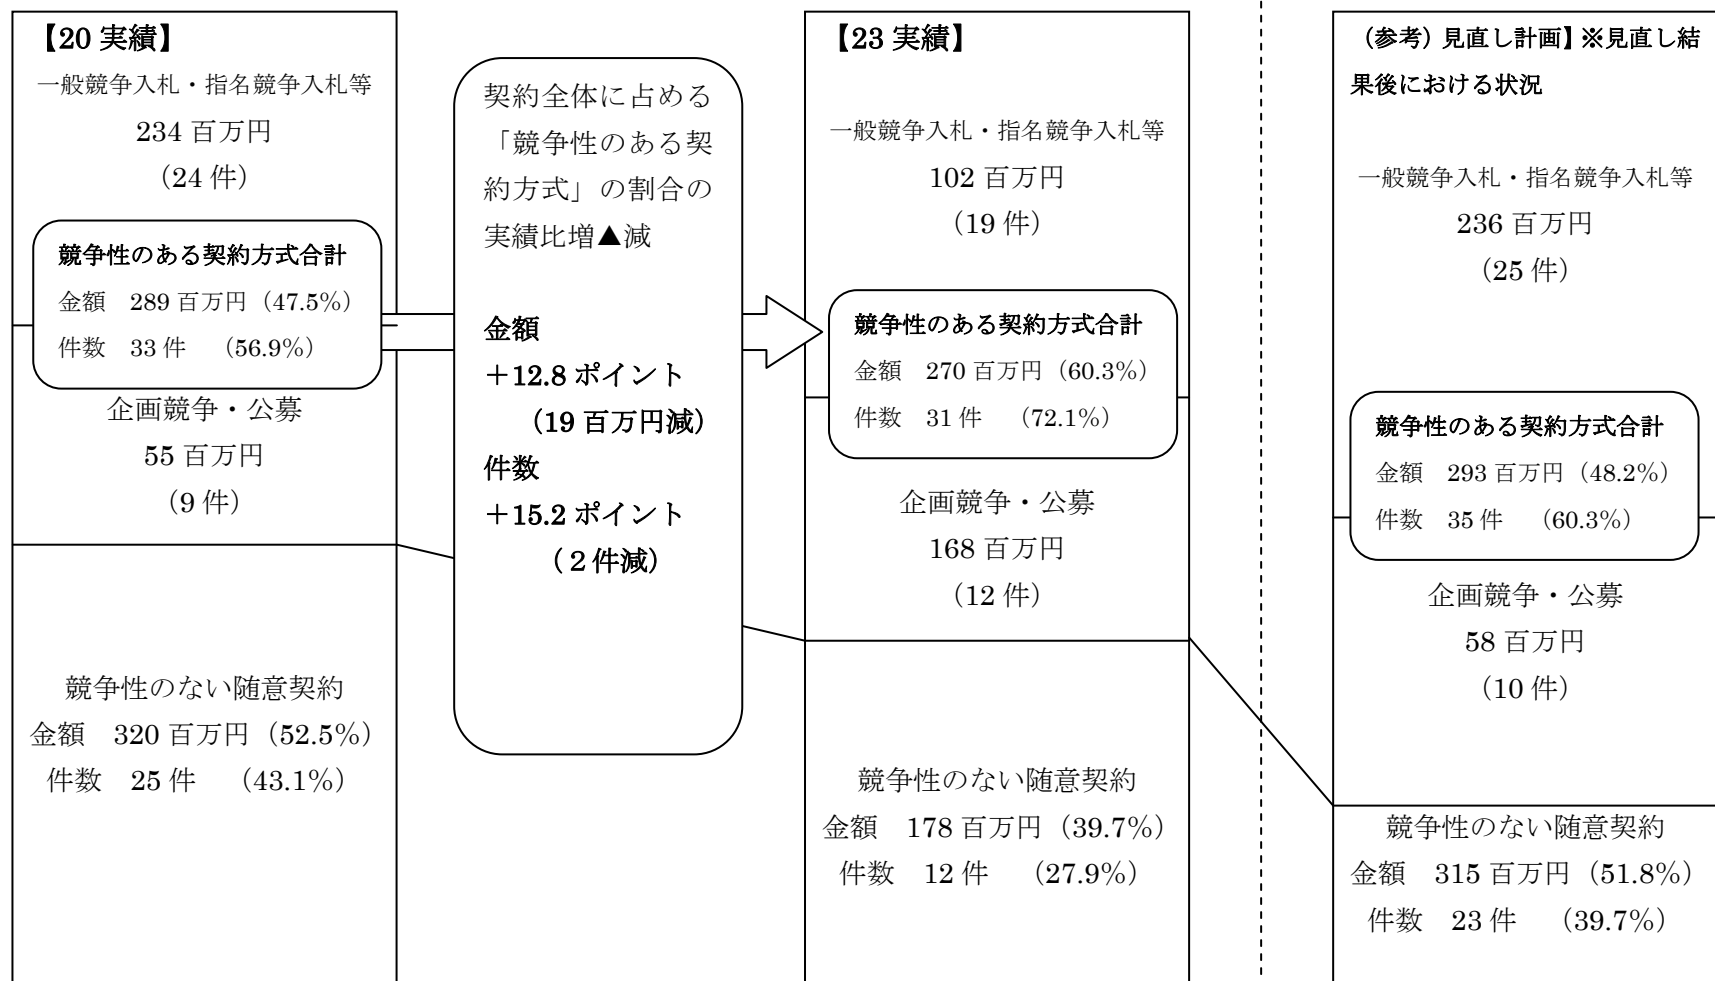 【20 実績】
一般競争入札・指名競争入札等
234 百万円
（24 件）
競争性のある契約方式合計
金額　289 百万円（47.5%）
件数　33 件　（56.9%）
企画競争・公募
55 百万円
（9 件）
競争性のない随意契約
金額　320 百万円（52.5%）
件数　25 件　（43.1%）
契約全体に占める
「競争性のある契
約方式」の割合の
実績比増▲減
金額
＋12.8 ポイント
（19 百万円減）
件数
＋15.2 ポイント
（２件減）
【23 実績】
一般競争入札・指名競争入札等
102 百万円
（19 件）
競争性のある契約方式合計
金額　270 百万円（60.3%）
件数　31 件　（72.1%）
企画競争・公募
168 百万円
（12 件）
競争性のない随意契約
金額　178 百万円（39.7%）
件数　12 件　（27.9%）
（参考）見直し計画】※見直し結
果後における状況
一般競争入札・指名競争入札等
236 百万円
（25 件）
競争性のある契約方式合計
金額　293 百万円（48.2%）
件数　35 件　（60.3%）
企画競争・公募
58 百万円
（10 件）
競争性のない随意契約
金額　315 百万円（51.8%）
件数　23 件　（39.7%）